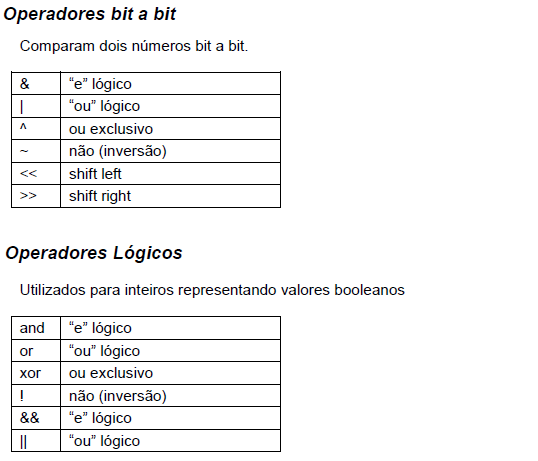 Operadores bit a bit
Comparam dois números bit a bit.
& “e” lógico
| “ou” lógico
^ ou exclusivo
~ não (inversão)
<< shift left
>> shift right
Operadores Lógicos
Utilizados para inteiros representando valores booleanos
and “e” lógico
or “ou” lógico
xor ou exclusivo
! não (inversão)
&& “e” lógico
|| “ou” lógico